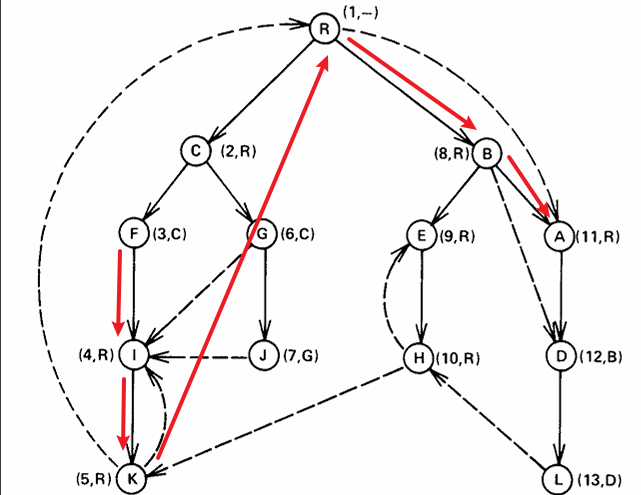 R (1,--)
C (2,R)
(8,R) B
F (3,C)
G (6,C)
E (9,R)
A (11,R)
(4,R) I
J (7,G)
H (10,R)
D (12,B)
(5,R) K
L (13,D)